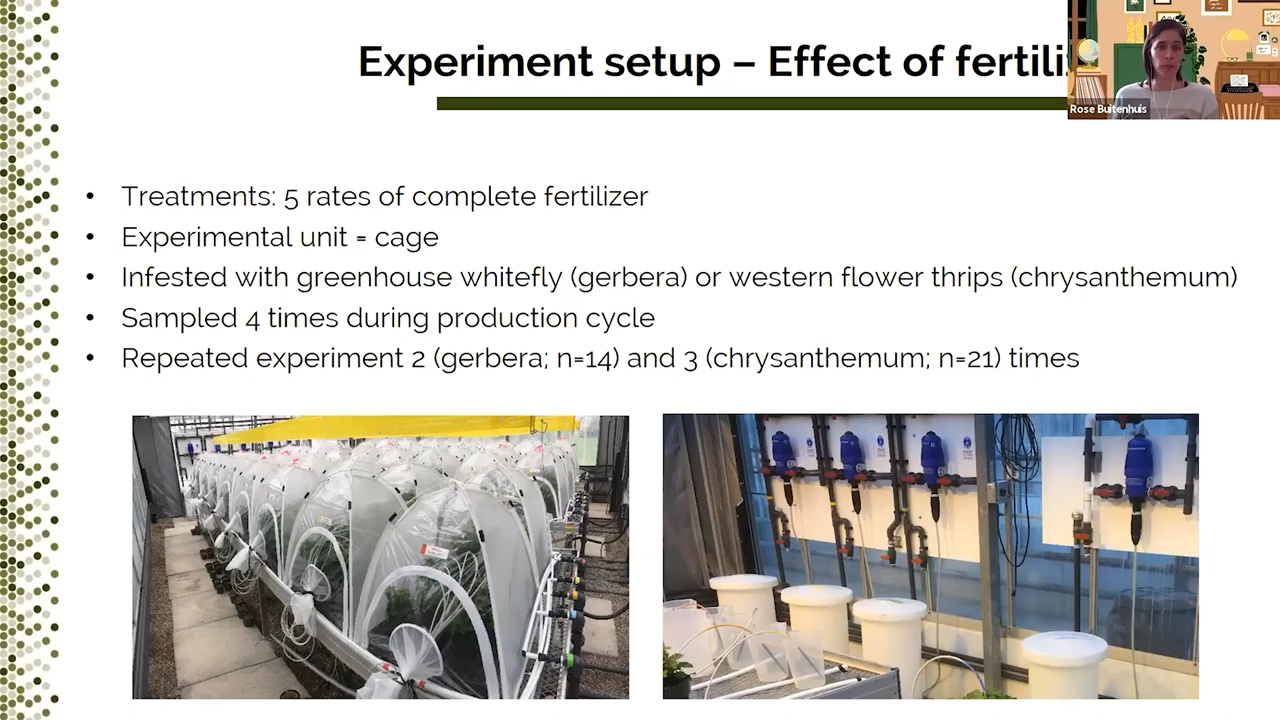 Experiment setup – Effect of fertili
Rose Buitenhuis
• Treatments: 5 rates of complete fertilizer
• Experimental unit = cage
• Infested with greenhouse whitefly (gerbera) or western flower thrips (chrysanthemum)
• Sampled 4 times during production cycle
• Repeated experiment 2 (gerbera; n=14) and 3 (chrysanthemum; n=21) times